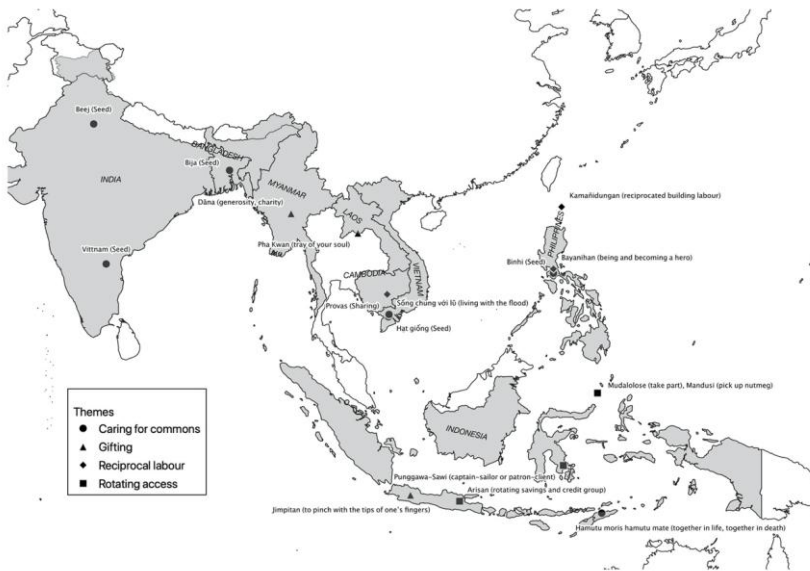 Beej (Seed)
BANGLADESH
Bija (Seed)
INDIA
MYANMAR
Dāna (generosity, charity)
LAOS
Kamañidungan (reciprocated building labour)
PHILIPPINES
Pha Kwan (tray of your soul)
Vittnam (Seed)
Binhi (Seed)
Bayanihan (being and becoming a hero)
CAMBODIA
VIETNAM
Provas (Sharing)
Sống chung với lũ (living with the flood)
Hạt giống (Seed)
Mudalolose (take part), Mandusi (pick up nutmeg)
Themes
Caring for commons
Gifting
Reciprocal labour
Rotating access
INDONESIA
Punggawa-Sawi (captain-sailor or patron-client)
Arisan (rotating savings and credit group)
Jimpitan (to pinch with the tips of one's fingers)
Hamutu moris hamutu mate (together in life, together in death)